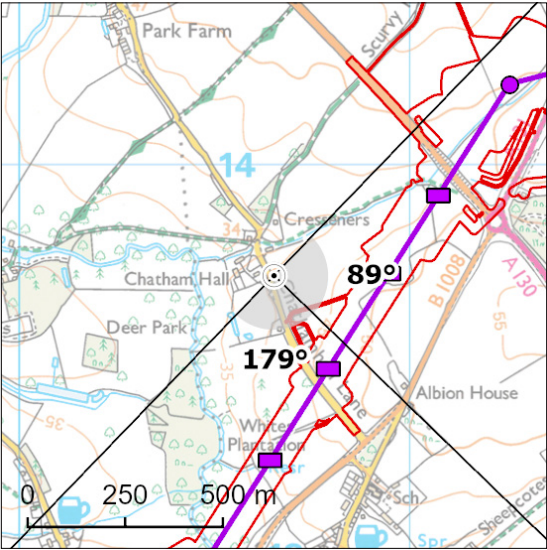 Park Farm
Scurvy
14
34
Cresseners
Chatham Hall
89°
B1008
A130
Deer Park
179°
35
55
Lane
Albion House
White
Plantation
35
0 250 500 m
Sch
Sheepcotes
Spr